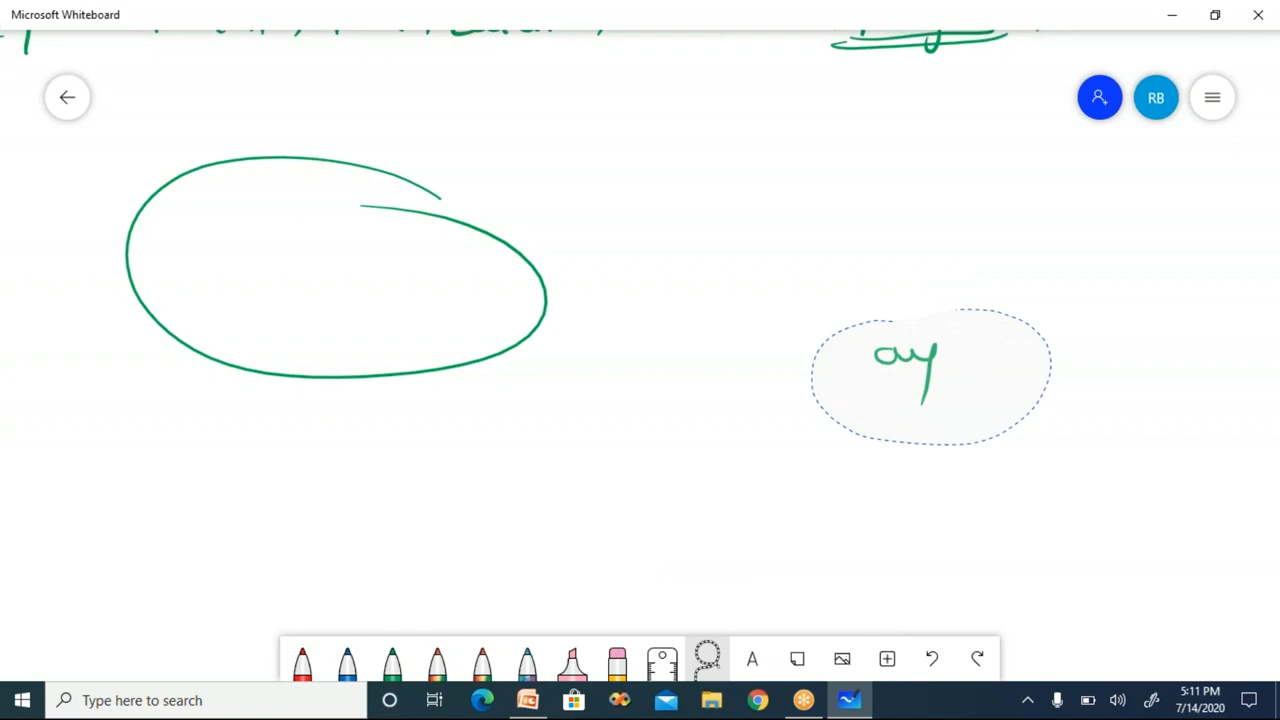 Microsoft Whiteboard
RB
ay
A
Type here to search
5:11 PM
7/14/2020